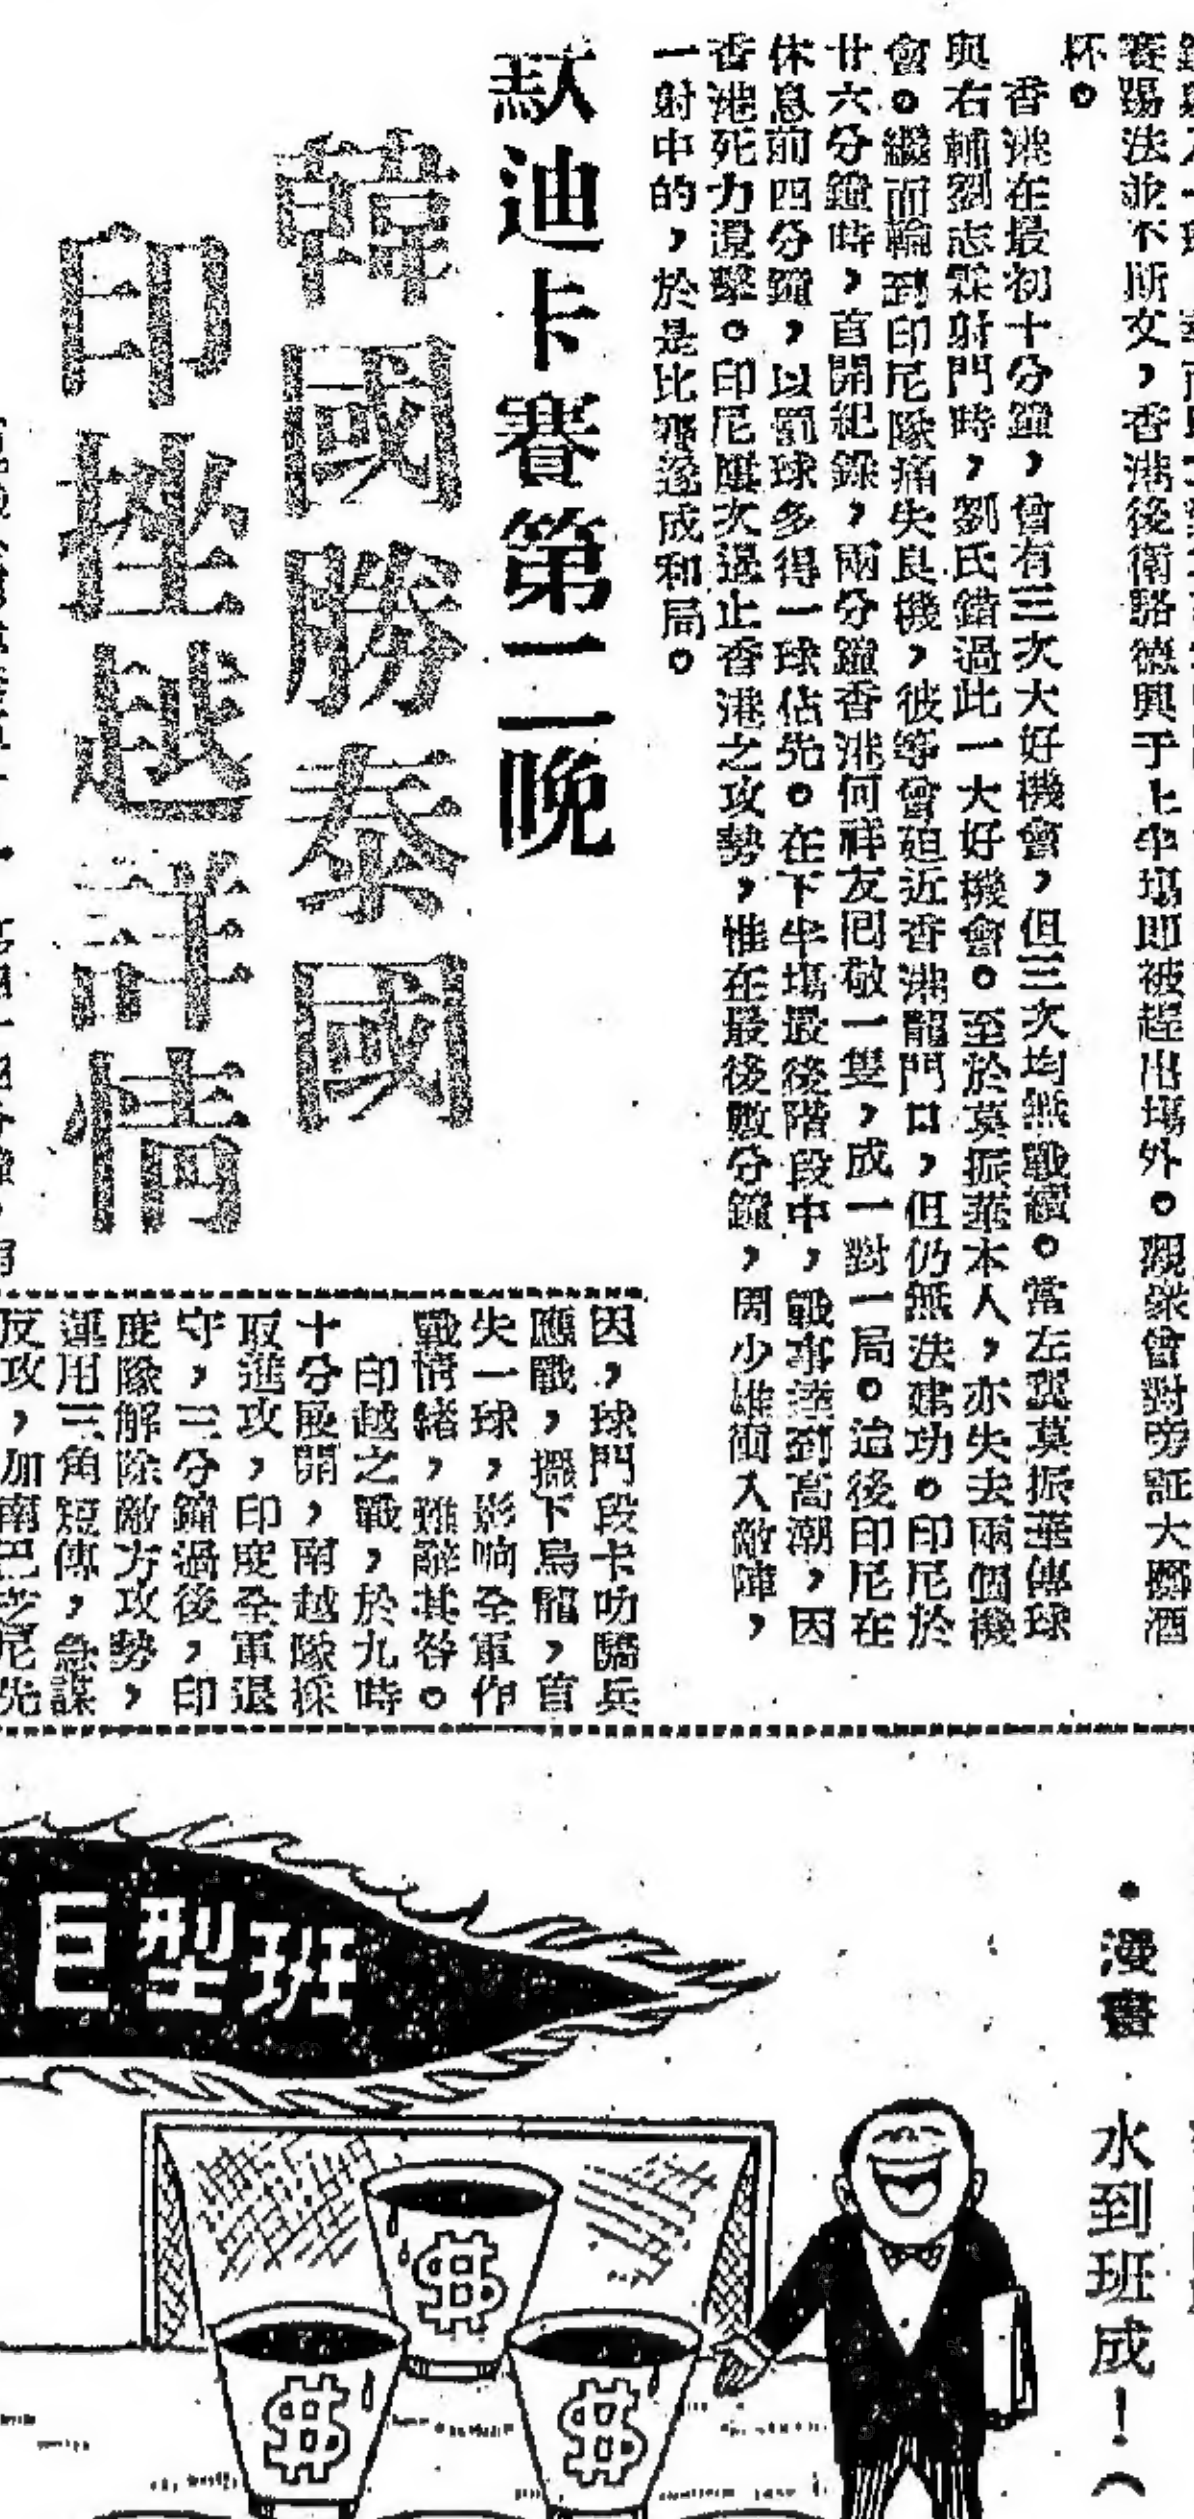 賽踢法並不斯文，香港後衛駱德興于上半塲即被趕出塲外。觀衆曾對旁証大擲酒
杯。
香港在最初十分鐘，曾有三次大好機會，但三次均無戰績。當左翼莫振華傳球
與右輔劉志霖射門時，劉氏錯過此一大好機會。至於莫振華本人，亦失去兩個機
會。繼而輪到印尼隊痛失良機，彼等曾迫近香港龍門口，但仍無法建功。印尼於
廿六分鐘時，首開紀錄，兩分鐘香港何祥友囘敬一隻，成一對一局。這後印尼在
休息前四分鐘，以罰球多得一球佔先。在下半塲最後階段中，戰事達到高潮，因
香港死力還擊。印尼屢次遏止香港之攻勢，惟在最後數分鐘，周少雄衝入敵陣，
一射中的，於是比賽遂成和局。
默迪卡賽第二晚
韓國勝泰國
印挫越詳情
因，球門段卡叻驕兵
應戰，擺下烏龍，首
失一球，影响全軍作
戰情緒，難辭其咎。
印越之戰，於九時
十分展開，南越隊採
取進攻，印度全軍退
守，三分鐘過後，印
度隊解除敵方攻勢，
運用三角短傳，急謀
反攻，加南巴芝尼先
•漫畫•水到班成！（
巨型班